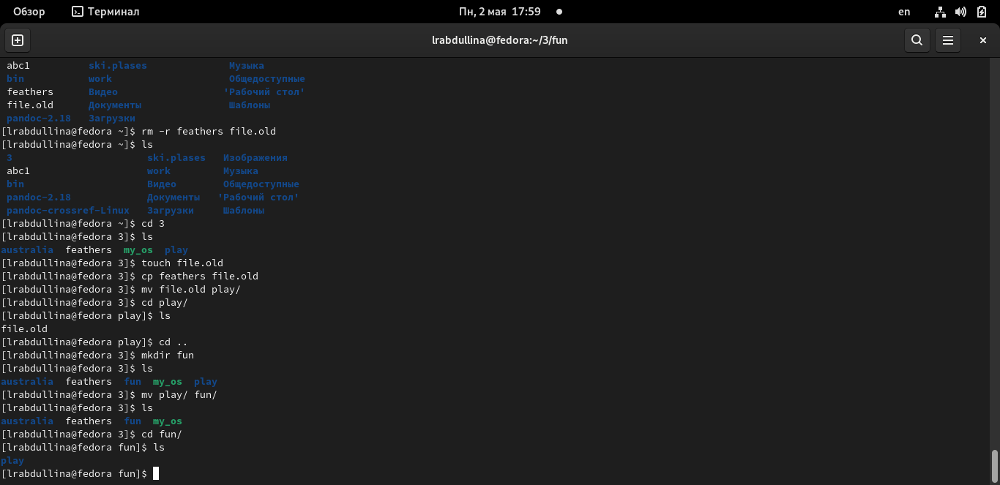 Обзор Терминал Пн, 2 мая 17:59 en
lrabdullina@fedora:~/3/fun
abc1 ski.plases Музыка
bin work Общедоступные
feathers Видео 'Рабочий стол'
file.old Документы Шаблоны
pandoc-2.18 Загрузки
[lrabdullina@fedora ~]$ rm -r feathers file.old
[lrabdullina@fedora ~]$ ls
3 ski.plases Изображения
abc1 work Музыка
bin Видео Общедоступные
pandoc-2.18 Документы 'Рабочий стол'
pandoc-crossref-Linux Загрузки Шаблоны
[lrabdullina@fedora ~]$ cd 3
[lrabdullina@fedora 3]$ ls
australia feathers my_os play
[lrabdullina@fedora 3]$ touch file.old
[lrabdullina@fedora 3]$ cp feathers file.old
[lrabdullina@fedora 3]$ mv file.old play/
[lrabdullina@fedora 3]$ cd play/
[lrabdullina@fedora play]$ ls
file.old
[lrabdullina@fedora play]$ cd ..
[lrabdullina@fedora 3]$ mkdir fun
[lrabdullina@fedora 3]$ ls
australia feathers fun my_os play
[lrabdullina@fedora 3]$ mv play/ fun/
[lrabdullina@fedora 3]$ ls
australia feathers fun my_os
[lrabdullina@fedora 3]$ cd fun/
[lrabdullina@fedora fun]$ ls
play
[lrabdullina@fedora fun]$